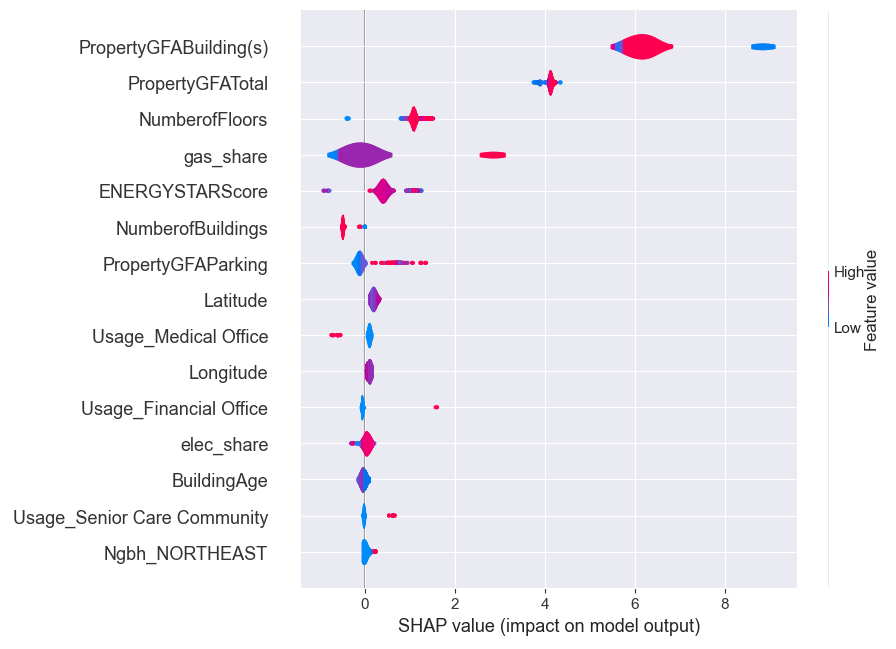 PropertyGFABuilding(s)
PropertyGFATotal
NumberofFloors
gas_share
ENERGYSTARScore
NumberofBuildings
PropertyGFAParking
Latitude
Usage_Medical Office
Longitude
Usage_Financial Office
elec_share
BuildingAge
Usage_Senior Care Community
Ngbh_NORTHEAST
0 2 4 6 8
SHAP value (impact on model output)
High
Low
Feature value